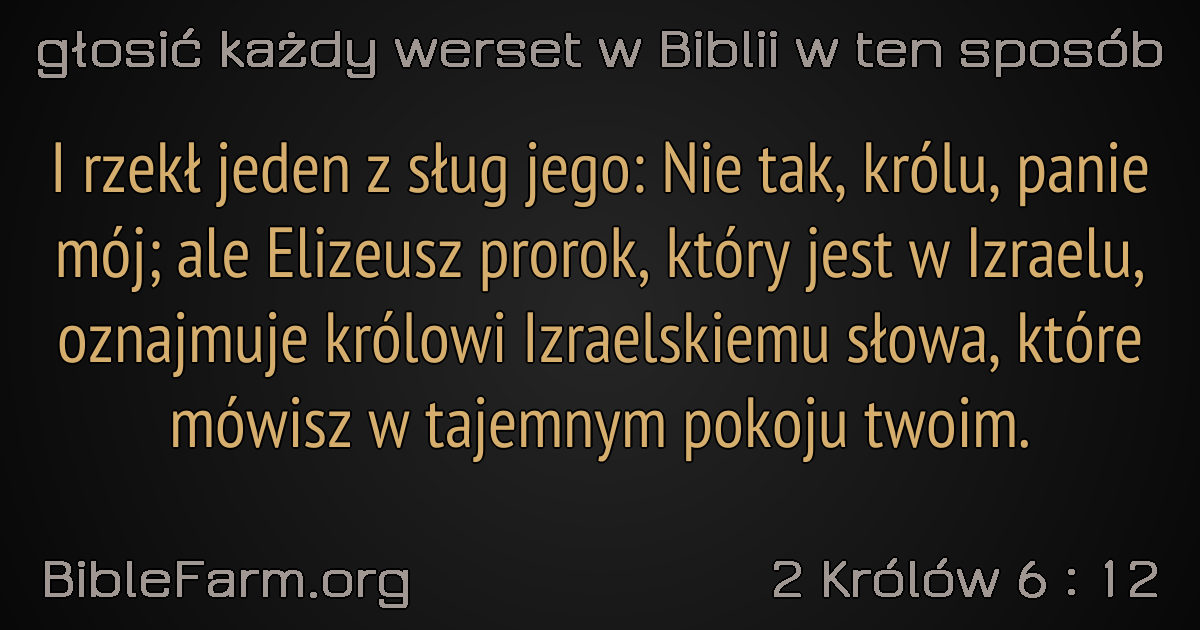 głosić każdy werset w Biblii w ten sposób
I rzekł jeden z sług jego: Nie tak, królu, panie
mój; ale Elizeusz prorok, który jest w Izraelu,
oznajmuje królowi Izraelskiemu słowa, które
mówisz w tajemnym pokoju twoim.
BibleFarm.org
2 Królów 6 : 12